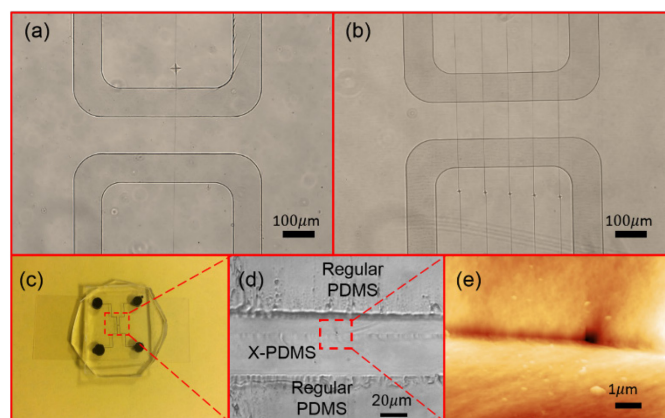 (a)
100μm
(b)
100μm
(c)
(d)
Regular
PDMS
X-PDMS
Regular
PDMS
20μm
(e)
1μm